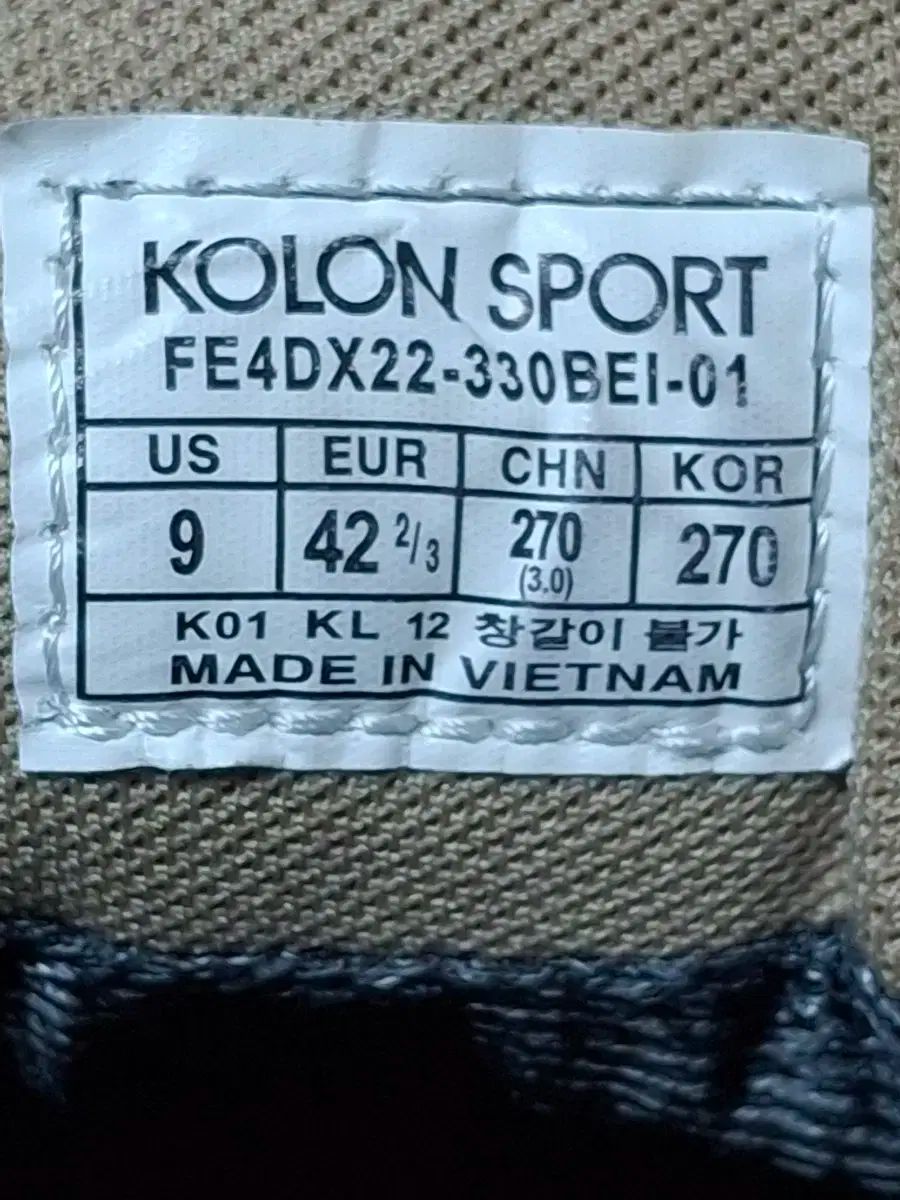 KOLON SPORT
FE4DX22-330BEI-01
US EUR CHN KOR
9 42 2/3 270 (3.0) 270
K01 KL 12 창갈이 불가
MADE IN VIETNAM